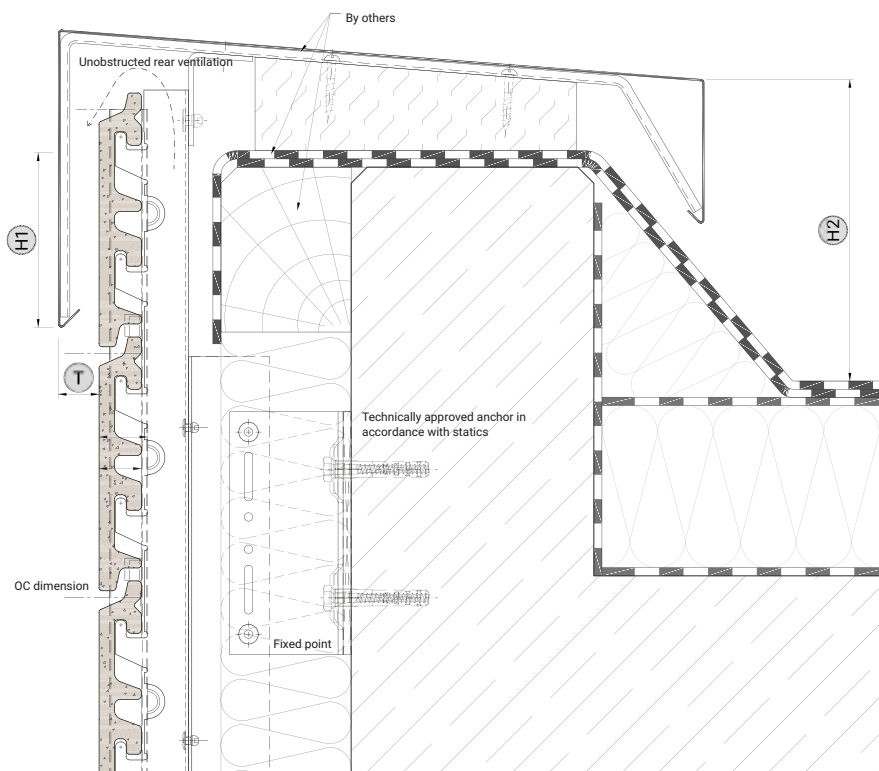 By others
Unobstructed rear ventilation
H1
H2
T
Technically approved anchor in
accordance with statics
OC dimension
Fixed point